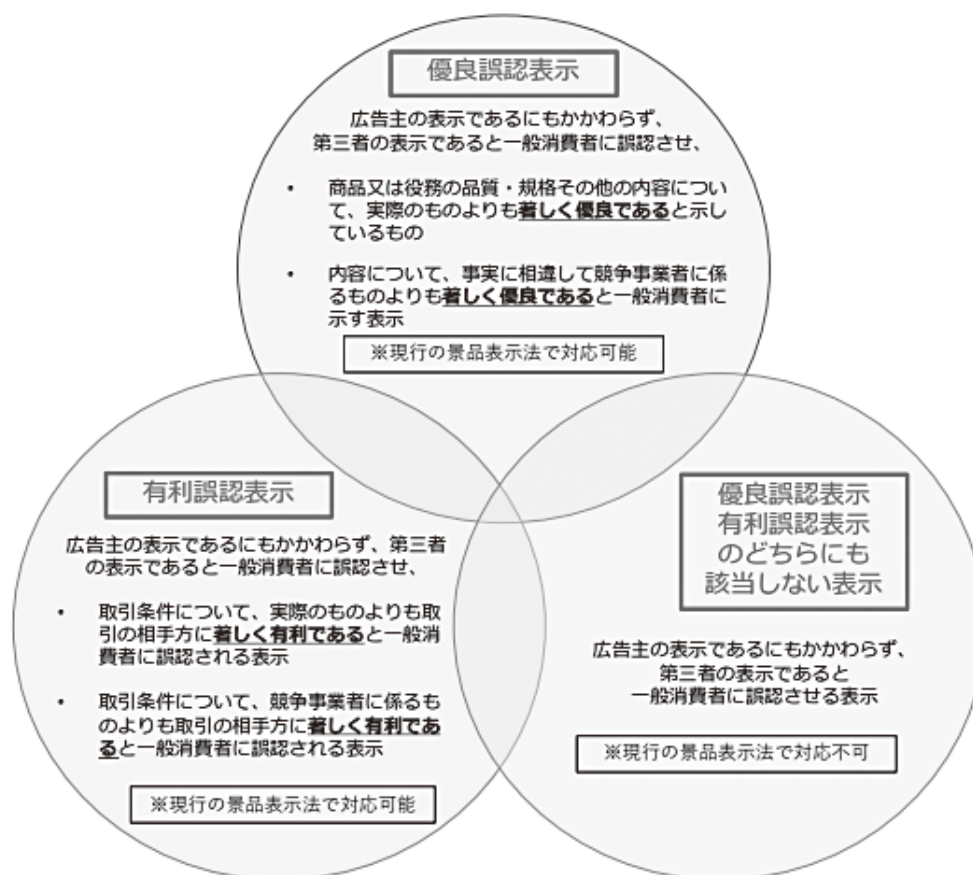 優良誤認表示
広告主の表示であるにもかかわらず、
第三者の表示であると一般消費者に誤認させ、
・ 商品又は役務の品質・規格その他の内容につい
て、実際のものよりも著しく優良であると示し
ているもの
・ 内容について、事実に相違して競争事業者に係
るものよりも著しく優良であると一般消費者に
示す表示
※現行の景品表示法で対応可能
有利誤認表示
広告主の表示であるにもかかわらず、第三者
の表示であると一般消費者に誤認させ、
・ 取引条件について、実際のものよりも取
引の相手方に著しく有利であると一般消
費者に誤認される表示
・ 取引条件について、競争事業者に係るも
のよりも取引の相手方に著しく有利であ
ると一般消費者に誤認される表示
※現行の景品表示法で対応可能
優良誤認表示
有利誤認表示
のどちらにも
該当しない表示
広告主の表示であるにもかかわらず、
第三者の表示であると
一般消費者に誤認させる表示
※現行の景品表示法で対応不可